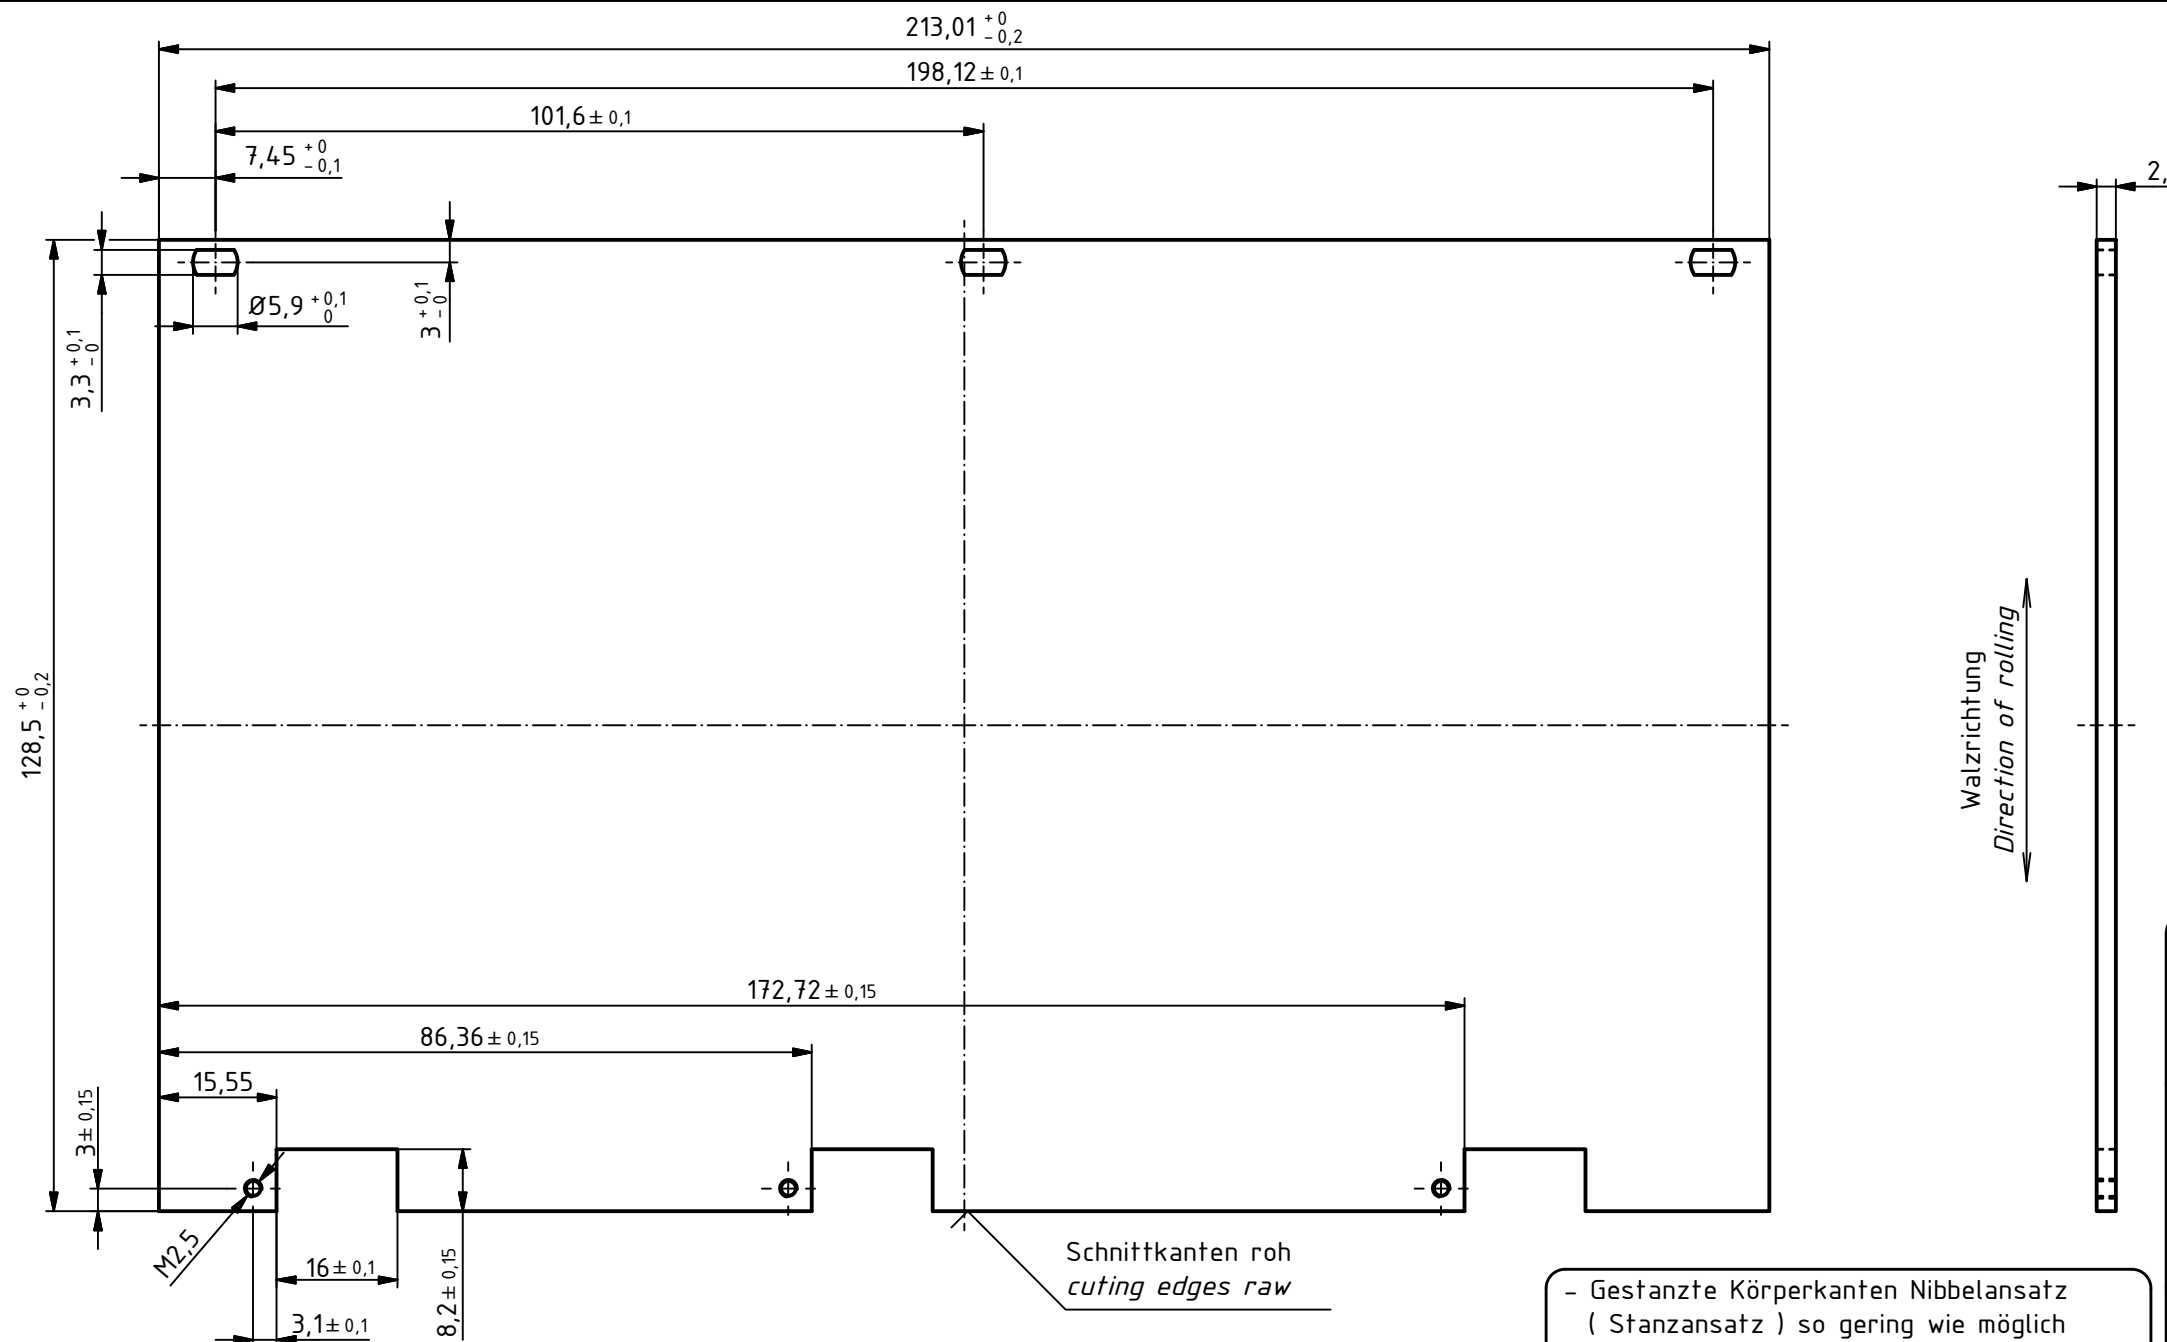 213,01 +0 -0,2
198,12 ± 0,1
101,6 ± 0,1
7,45 +0 -0,1
2,
Ø5,9 +0,1 0
3 +0,1 -0
3,3 +0,1 -0
128,5 +0 -0,2
Walzrichtung
Direction of rolling
172,72 ± 0,15
86,36 ± 0,15
15,55
3 ± 0,15
M2,5
16 ± 0,1
3,1 ± 0,1
8,2 ± 0,15
Schnittkanten roh
cuting edges raw
- Gestanzte Körperkanten Nibbelansatz
( Stanzansatz ) so gering wie möglich